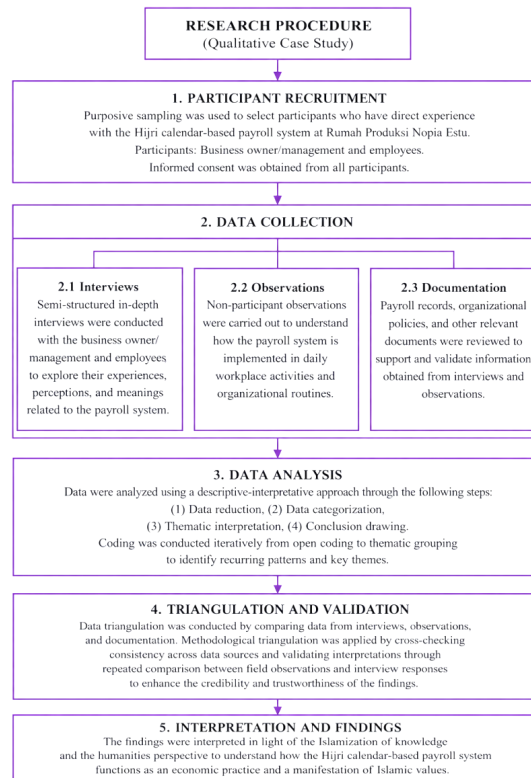 RESEARCH PROCEDURE
(Qualitative Case Study)
1. PARTICIPANT RECRUITMENT
Purposive sampling was used to select participants who have direct experience
with the Hijri calendar-based payroll system at Rumah Produksi Nopia Estu.
Participants: Business owner/management and employees.
Informed consent was obtained from all participants.
2. DATA COLLECTION
2.1 Interviews
Semi-structured in-depth
interviews were conducted
with the business owner/
management and employees
to explore their experiences,
perceptions, and meanings
related to the payroll system.
2.2 Observations
Non-participant observations
were carried out to understand
how the payroll system is
implemented in daily
workplace activities and
organizational routines.
2.3 Documentation
Payroll records, organizational
policies, and other relevant
documents were reviewed to
support and validate information
obtained from interviews and
observations.
3. DATA ANALYSIS
Data were analyzed using a descriptive-interpretative approach through the following steps:
(1) Data reduction, (2) Data categorization,
(3) Thematic interpretation, (4) Conclusion drawing.
Coding was conducted iteratively from open coding to thematic grouping
to identify recurring patterns and key themes.
4. TRIANGULATION AND VALIDATION
Data triangulation was conducted by comparing data from interviews, observations,
and documentation. Methodological triangulation was applied by cross-checking
consistency across data sources and validating interpretations through
repeated comparison between field observations and interview responses
to enhance the credibility and trustworthiness of the findings.
5. INTERPRETATION AND FINDINGS
The findings were interpreted in light of the Islamization of knowledge
and the humanities perspective to understand how the Hijri calendar-based payroll system
functions as an economic practice and a manifestation of Islamic values.